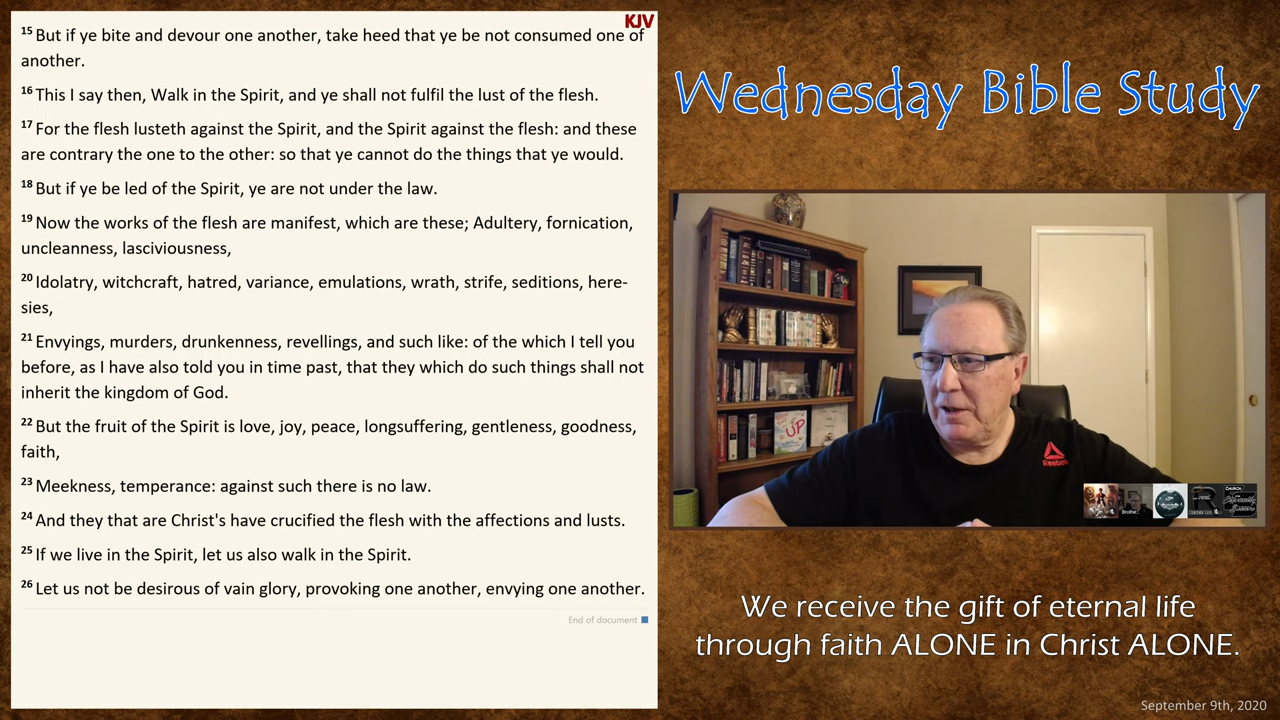 KJV
15 But if ye bite and devour one another, take heed that ye be not consumed one of
another.
16 This I say then, Walk in the Spirit, and ye shall not fulfil the lust of the flesh.
17 For the flesh lusteth against the Spirit, and the Spirit against the flesh: and these
are contrary the one to the other: so that ye cannot do the things that ye would.
18 But if ye be led of the Spirit, ye are not under the law.
19 Now the works of the flesh are manifest, which are these; Adultery, fornication,
uncleanness, lasciviousness,
20 Idolatry, witchcraft, hatred, variance, emulations, wrath, strife, seditions, here-
sies,
21 Envyings, murders, drunkenness, revellings, and such like: of the which I tell you
before, as I have also told you in time past, that they which do such things shall not
inherit the kingdom of God.
22 But the fruit of the Spirit is love, joy, peace, longsuffering, gentleness, goodness,
faith,
23 Meekness, temperance: against such there is no law.
24 And they that are Christ's have crucified the flesh with the affections and lusts.
25 If we live in the Spirit, let us also walk in the Spirit.
26 Let us not be desirous of vain glory, provoking one another, envying one another.
End of document
Wednesday Bible Study
UP
Reebok
Brothe...
CHURCH
We receive the gift of eternal life
through faith ALONE in Christ ALONE.
September 9th, 2020